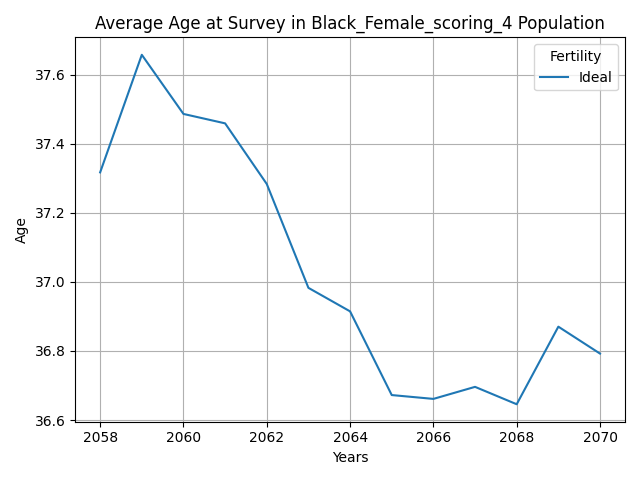 Average Age at Survey in Black_Female_scoring_4 Population
Fertility
Ideal
37.6
37.4
37.2
37.0
36.8
36.6
Age
2058 2060 2062 2064 2066 2068 2070
Years